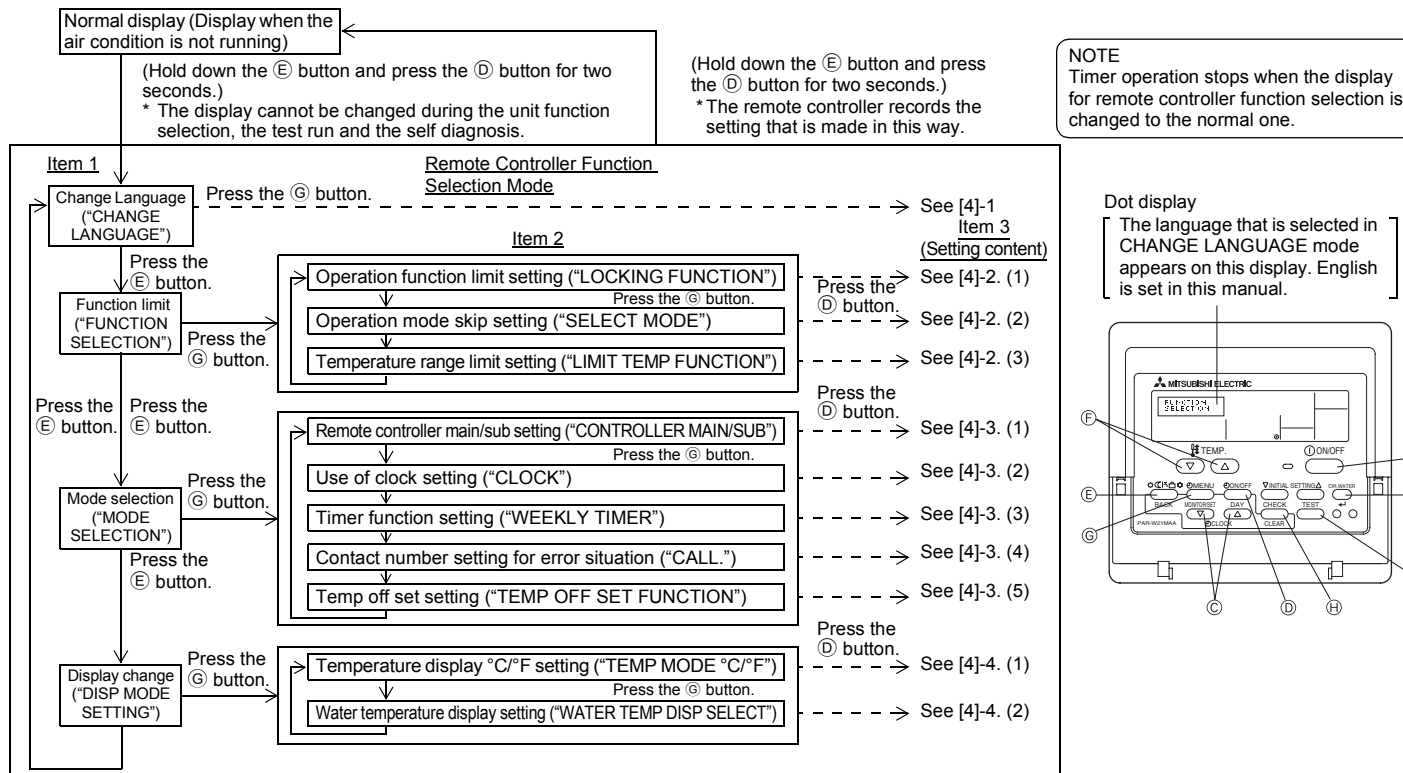 Normal display (Display when the
air condition is not running)
(Hold down the Ⓔ button and press the Ⓓ button for two
seconds.)
* The display cannot be changed during the unit function
selection, the test run and the self diagnosis.
(Hold down the Ⓔ button and press
the Ⓓ button for two seconds.)
* The remote controller records the
setting that is made in this way.
NOTE
Timer operation stops when the display
for remote controller function selection is
changed to the normal one.
Item 1
Remote Controller Function
Selection Mode
Change Language
(“CHANGE
LANGUAGE”)
Press the Ⓖ button.
See [4]-1
Item 2
Item 3
(Setting content)
Press the
Ⓔ button.
Function limit
(“FUNCTION
SELECTION”)
Press the
Ⓖ button.
Operation function limit setting (“LOCKING FUNCTION”)
Press the Ⓖ button.
Operation mode skip setting (“SELECT MODE”)
Temperature range limit setting (“LIMIT TEMP FUNCTION”)
Press the
Ⓓ button.
See [4]-2. (1)
See [4]-2. (2)
See [4]-2. (3)
Press the
Ⓔ button.
Press the
Ⓔ button.
Mode selection
(“MODE
SELECTION”)
Press the
Ⓖ button.
Remote controller main/sub setting (“CONTROLLER MAIN/SUB”)
Press the Ⓖ button.
Use of clock setting (“CLOCK”)
Timer function setting (“WEEKLY TIMER”)
Contact number setting for error situation (“CALL.”)
Temp off set setting (“TEMP OFF SET FUNCTION”)
Press the
Ⓓ button.
See [4]-3. (1)
See [4]-3. (2)
See [4]-3. (3)
See [4]-3. (4)
See [4]-3. (5)
Press the
Ⓔ button.
Display change
(“DISP MODE
SETTING”)
Press the
Ⓖ button.
Temperature display °C/°F setting (“TEMP MODE °C/°F”)
Press the Ⓖ button.
Water temperature display setting (“WATER TEMP DISP SELECT”)
Press the
Ⓓ button.
See [4]-4. (1)
See [4]-4. (2)
Dot display
The language that is selected in
CHANGE LANGUAGE mode
appears on this display. English
is set in this manual.
MITSUBISHI ELECTRIC
FUNCTION
SELECTION
TEMP.
ON/OFF
MENU
ON/OFF
INITIAL SETTING
CIR.WATER
BACK
MONITOR/SET
DAY
CHECK
TEST
PAR-W21MAA
CLOCK
CLEAR
Ⓕ
Ⓔ
Ⓖ
Ⓒ
Ⓓ
Ⓗ